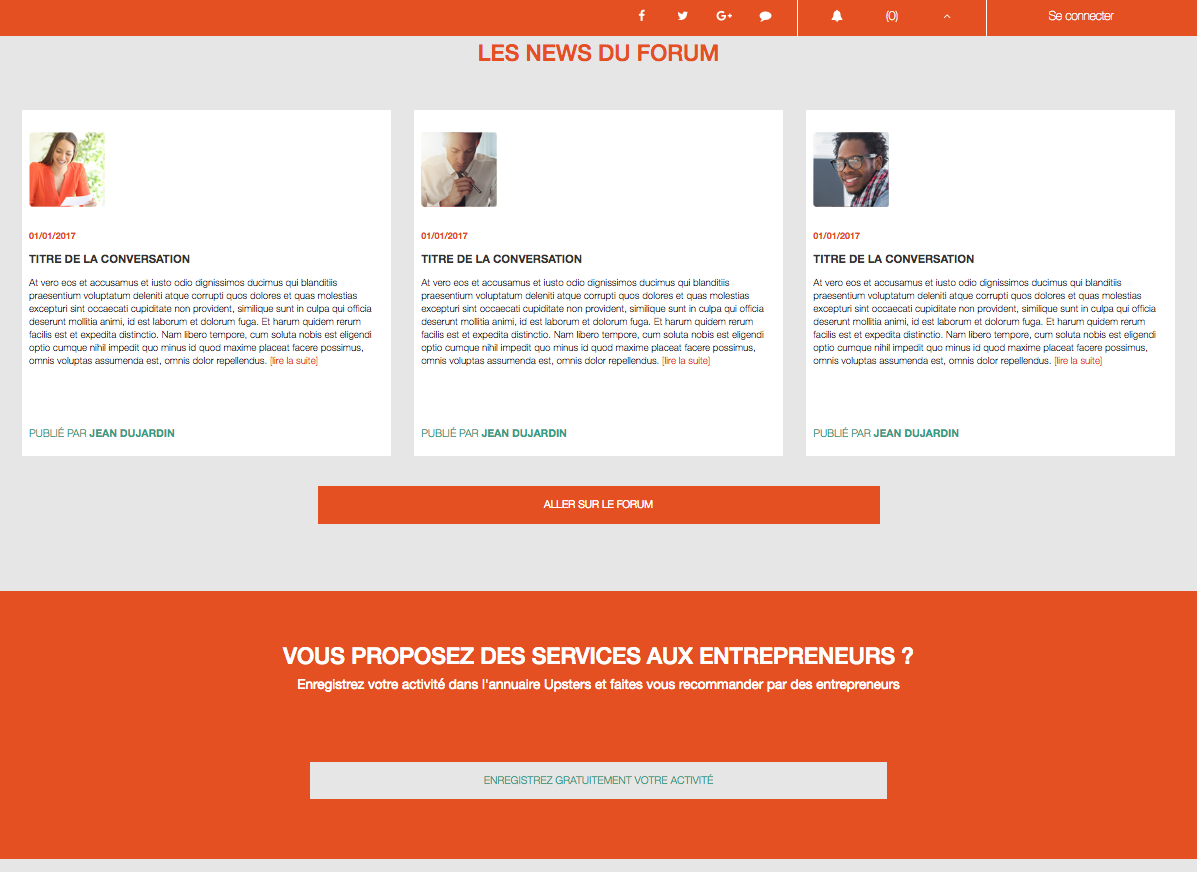 (0)
Se connecter
LES NEWS DU FORUM
01/01/2017
TITRE DE LA CONVERSATION
At vero eos et accusamus et iusto odio dignissimos ducimus qui blanditiis
praesentium voluptatum deleniti atque corrupti quos dolores et quas molestias
excepturi sint occaecati cupiditate non provident, similique sunt in culpa qui officia
deserunt mollitia animi, id est laborum et dolorum fuga. Et harum quidem rerum
facilis est et expedita distinctio. Nam libero tempore, cum soluta nobis est eligendi
optio cumque nihil impedit quo minus id quod maxime placeat facere possimus,
omnis voluptas assumenda est, omnis dolor repellendus. [lire la suite]
PUBLIÉ PAR JEAN DUJARDIN
01/01/2017
TITRE DE LA CONVERSATION
At vero eos et accusamus et iusto odio dignissimos ducimus qui blanditiis
praesentium voluptatum deleniti atque corrupti quos dolores et quas molestias
excepturi sint occaecati cupiditate non provident, similique sunt in culpa qui officia
deserunt mollitia animi, id est laborum et dolorum fuga. Et harum quidem rerum
facilis est et expedita distinctio. Nam libero tempore, cum soluta nobis est eligendi
optio cumque nihil impedit quo minus id quod maxime placeat facere possimus,
omnis voluptas assumenda est, omnis dolor repellendus. [lire la suite]
PUBLIÉ PAR JEAN DUJARDIN
01/01/2017
TITRE DE LA CONVERSATION
At vero eos et accusamus et iusto odio dignissimos ducimus qui blanditiis
praesentium voluptatum deleniti atque corrupti quos dolores et quas molestias
excepturi sint occaecati cupiditate non provident, similique sunt in culpa qui officia
deserunt mollitia animi, id est laborum et dolorum fuga. Et harum quidem rerum
facilis est et expedita distinctio. Nam libero tempore, cum soluta nobis est eligendi
optio cumque nihil impedit quo minus id quod maxime placeat facere possimus,
omnis voluptas assumenda est, omnis dolor repellendus. [lire la suite]
PUBLIÉ PAR JEAN DUJARDIN
ALLER SUR LE FORUM
VOUS PROPOSEZ DES SERVICES AUX ENTREPRENEURS ?
Enregistrez votre activité dans l'annuaire Upsters et faites vous recommander par des entrepreneurs
ENREGISTREZ GRATUITEMENT VOTRE ACTIVITÉ